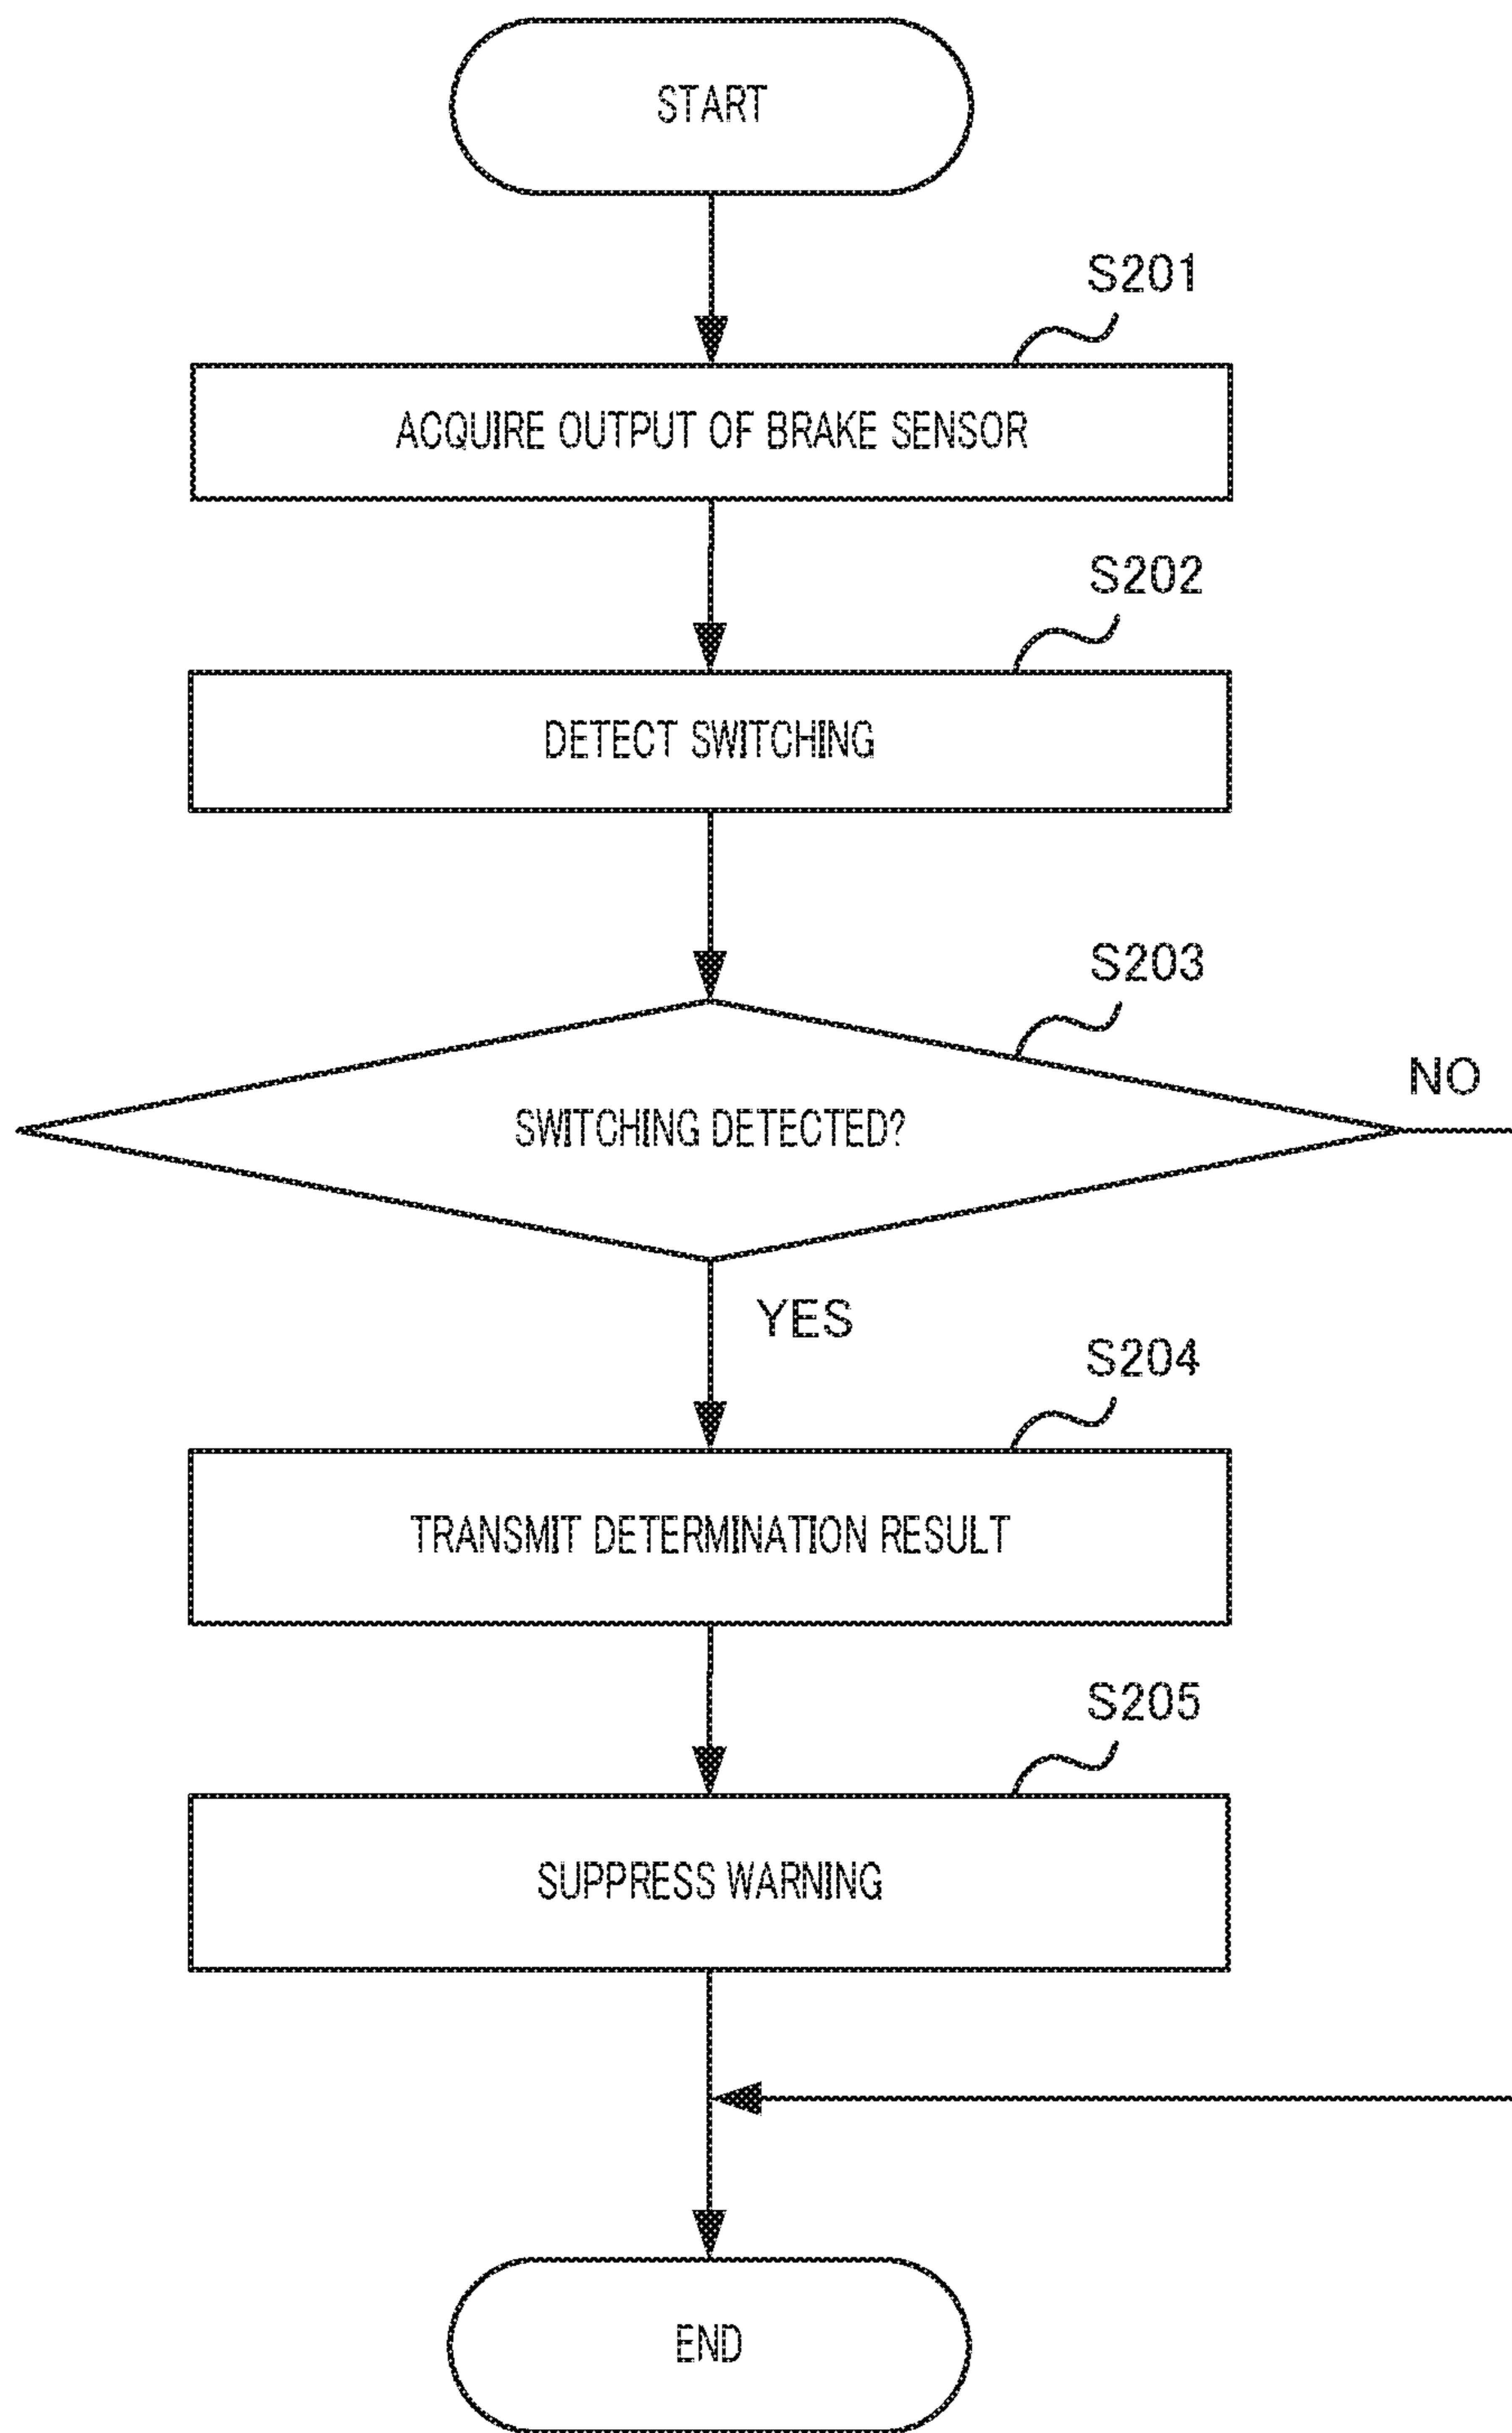 START
S201
ACQUIRE OUTPUT OF BRAKE SENSOR
S202
DETECT SWITCHING
S203
NO
SWITCHING DETECTED?
YES
S204
TRANSMIT DETERMINATION RESULT
S205
SUPPRESS WARNING
END